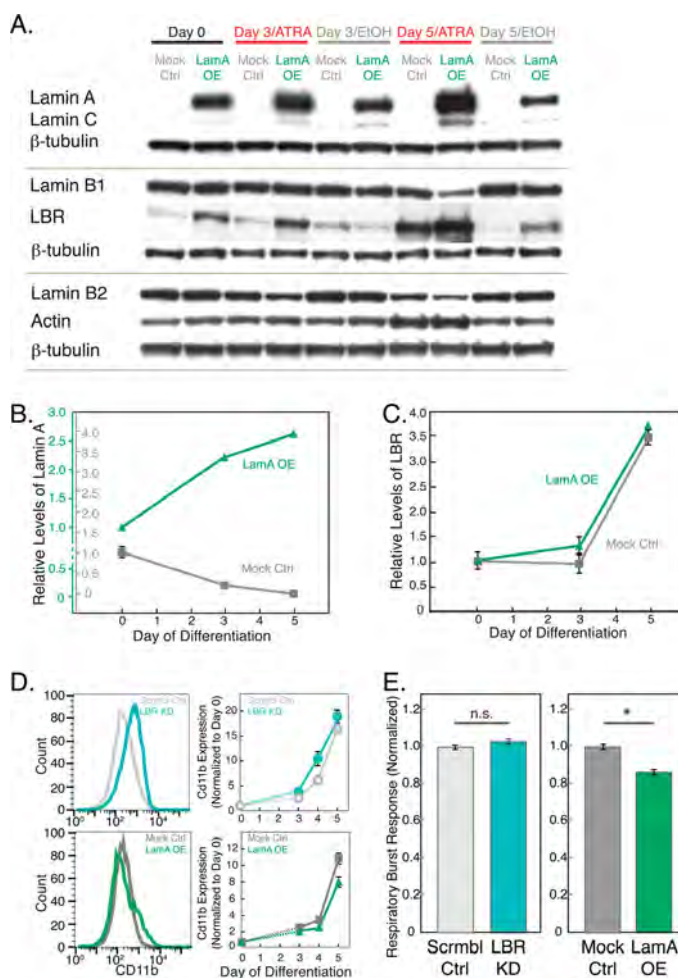 A.
Day 0 Day 3/ATRA Day 3/EtOH Day 5/ATRA Day 5/EtOH
Mock Ctrl LamA OE Mock Ctrl LamA OE Mock Ctrl LamA OE Mock Ctrl LamA OE Mock Ctrl LamA OE
Lamin A
Lamin C
β-tubulin
Lamin B1
LBR
β-tubulin
Lamin B2
Actin
β-tubulin
B.
Relative Levels of Lamin A
3.0
2.5
2.0
1.5
1.0
0.5
0
4.0
3.5
3.0
2.5
2.0
1.5
1.0
0.5
0
LamA OE
Mock Ctrl
0 1 2 3 4 5
Day of Differentiation
C.
Relative Levels of LBR
4.0
3.5
3.0
2.5
2.0
1.5
1.0
0.5
0
LamA OE
Mock Ctrl
0 1 2 3 4 5
Day of Differentiation
D.
Count
100
80
60
40
20
0
Scrmbl Ctrl
LBR KD
10⁰ 10² 10⁴
Cd11b Expression
(Normalized to Day 0)
20
15
10
5
0
0 1 2 3 4 5
Count
100
80
60
40
20
0
Mock Ctrl
LamA OE
10⁰ 10² 10⁴
CD11b
Cd11b Expression
(Normalized to Day 0)
Mock Ctrl
LamA OE
12
10
8
6
4
2
0
0 1 2 3 4 5
Day of Differentiation
E.
Respiratory Burst Response (Normalized)
1.2
1.0
0.8
0.6
0.4
0.2
0
n.s.
Scrmbl Ctrl
LBR KD
1.2
1
0.8
0.6
0.4
0.2
0
*
Mock Ctrl
LamA OE